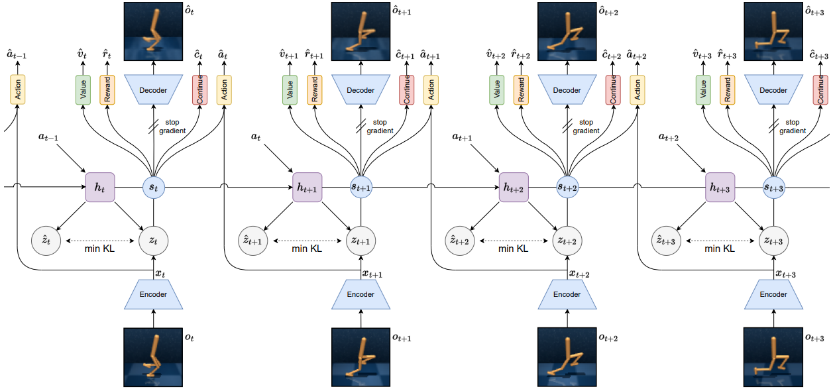 ô_t ô_{t+1} ô_{t+2} ô_{t+3}
â_{t−1} v̂_t r̂_t ĉ_t â_t v̂_{t+1} r̂_{t+1} ĉ_{t+1} â_{t+1} v̂_{t+2} r̂_{t+2} ĉ_{t+2} â_{t+2} v̂_{t+3} r̂_{t+3} ĉ_{t+3}
Action Value Reward Decoder Continue Action Value Reward Decoder Continue Action Value Reward Decoder Continue Action Value Reward Decoder Continue
stop gradient stop gradient stop gradient stop gradient
a_{t−1} a_t a_{t+1} a_{t+2}
h_t s_t h_{t+1} s_{t+1} h_{t+2} s_{t+2} h_{t+3} s_{t+3}
ẑ_t z_t ẑ_{t+1} z_{t+1} ẑ_{t+2} z_{t+2} ẑ_{t+3} z_{t+3}
min KL min KL min KL min KL
x_t x_{t+1} x_{t+2} x_{t+3}
Encoder Encoder Encoder Encoder
o_t o_{t+1} o_{t+2} o_{t+3}